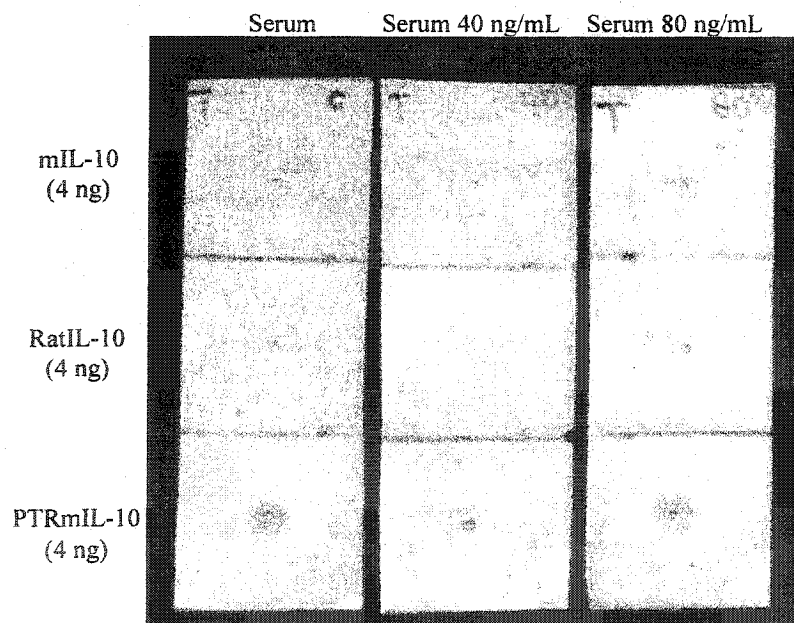 Serum Serum 40 ng/mL Serum 80 ng/mL
T C T T 80
mIL-10
(4 ng)
RatIL-10
(4 ng)
PTRmIL-10
(4 ng)